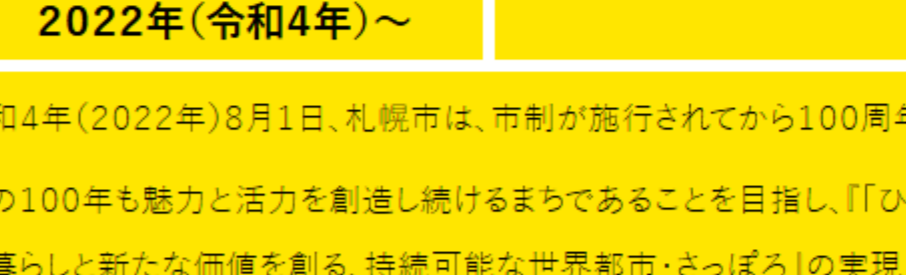 2022年（令和4年）～
和4年（2022年）8月1日、札幌市は、市制が施行されてから100周年
の100年も魅力と活力を創造し続けるまちであることを目指し、『「ひ
暮らしと新たな価値を創る、持続可能な世界都市・さっぽろ」の実現